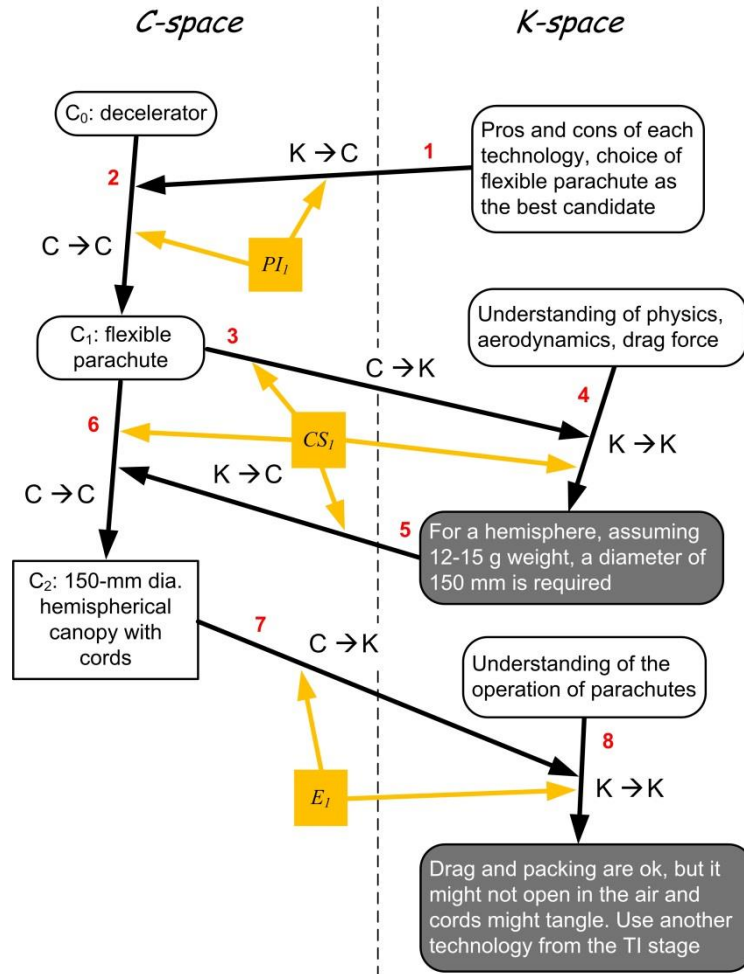 C-space
K-space
C₀: decelerator
Pros and cons of each
technology, choice of
flexible parachute as
the best candidate
1
K → C
2
C → C
PI₁
C₁: flexible
parachute
Understanding of physics,
aerodynamics, drag force
3
C → K
4
K → K
6
CS₁
K → C
C → C
5
For a hemisphere, assuming
12-15 g weight, a diameter of
150 mm is required
C₂: 150-mm dia.
hemispherical
canopy with
cords
7
C → K
Understanding of the
operation of parachutes
8
K → K
E₁
Drag and packing are ok, but it
might not open in the air and
cords might tangle. Use another
technology from the TI stage